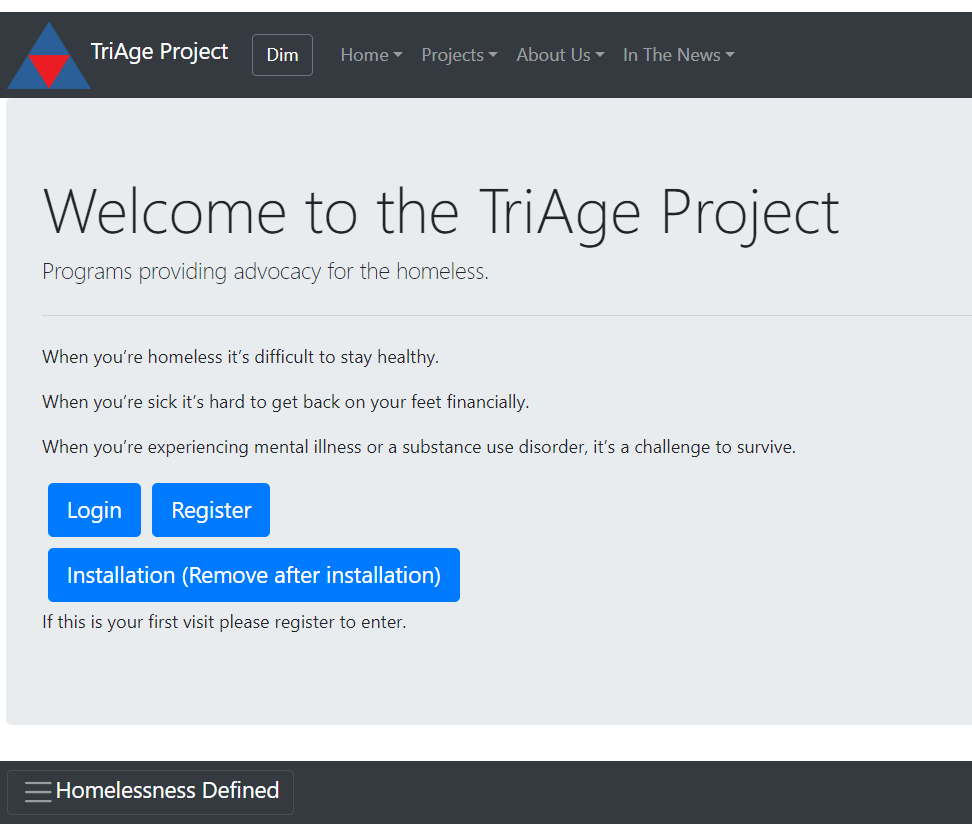 TriAge Project Dim Home Projects About Us In The News
Welcome to the TriAge Project
Programs providing advocacy for the homeless.
When you’re homeless it’s difficult to stay healthy.
When you’re sick it’s hard to get back on your feet financially.
When you’re experiencing mental illness or a substance use disorder, it’s a challenge to survive.
Login Register
Installation (Remove after installation)
If this is your first visit please register to enter.
Homelessness Defined